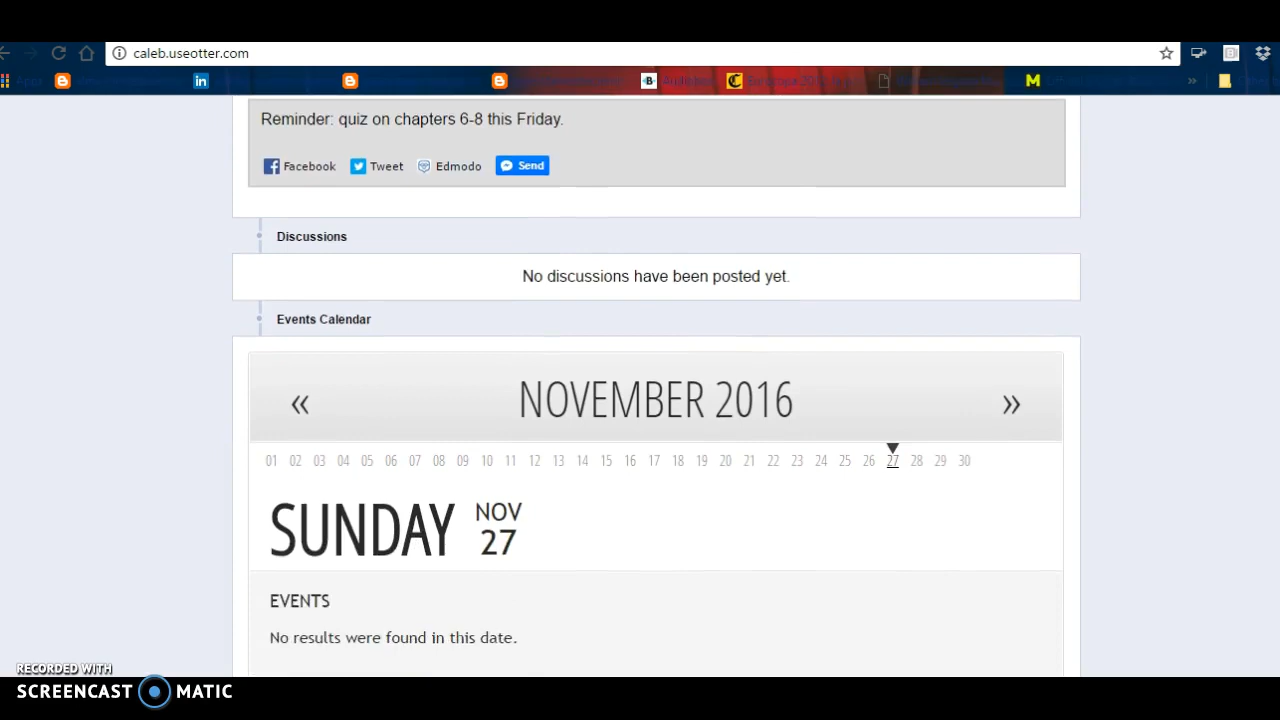 caleb.useotter.com
Reminder: quiz on chapters 6-8 this Friday.
Facebook Tweet Edmodo Send
Discussions
No discussions have been posted yet.
Events Calendar
« NOVEMBER 2016 »
01 02 03 04 05 06 07 08 09 10 11 12 13 14 15 16 17 18 19 20 21 22 23 24 25 26 27 28 29 30
SUNDAY NOV 27
EVENTS
No results were found in this date.
RECORDED WITH
SCREENCAST MATIC